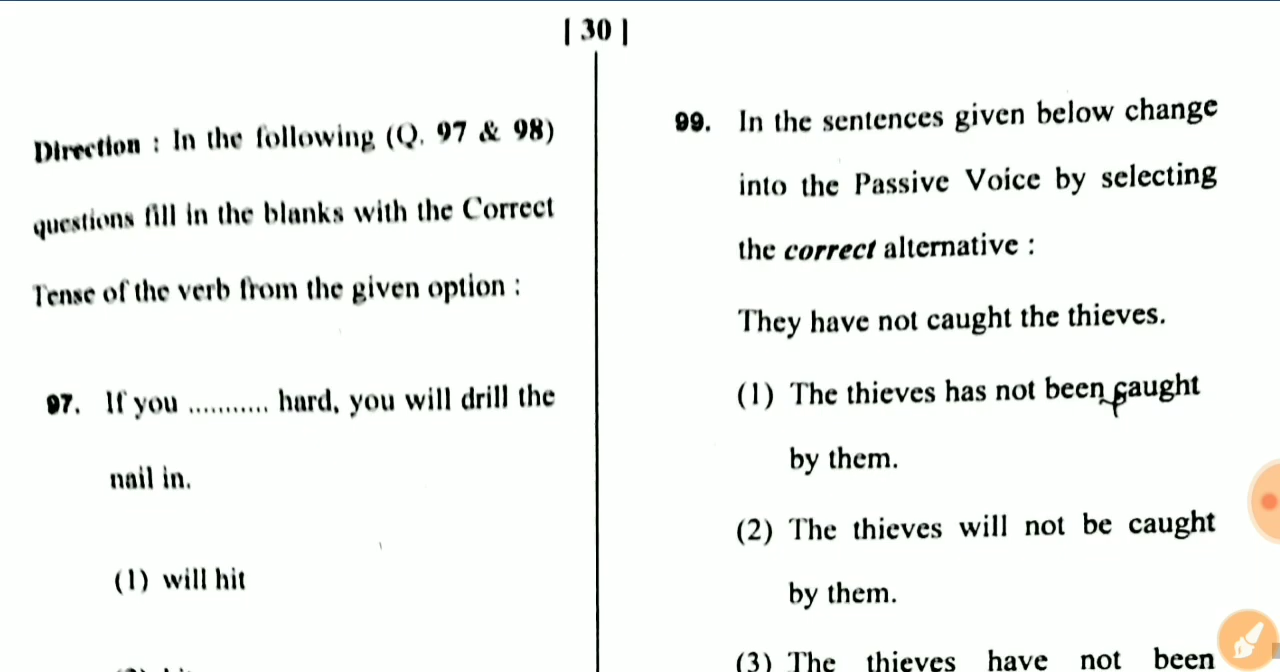 | 30 |
Direction : In the following (Q. 97 & 98)
questions fill in the blanks with the Correct
Tense of the verb from the given option :
97. If you ........... hard, you will drill the
nail in.
(1) will hit
99. In the sentences given below change
into the Passive Voice by selecting
the correct alternative :
They have not caught the thieves.
(1) The thieves has not been caught
by them.
(2) The thieves will not be caught
by them.
(3) The thieves have not been